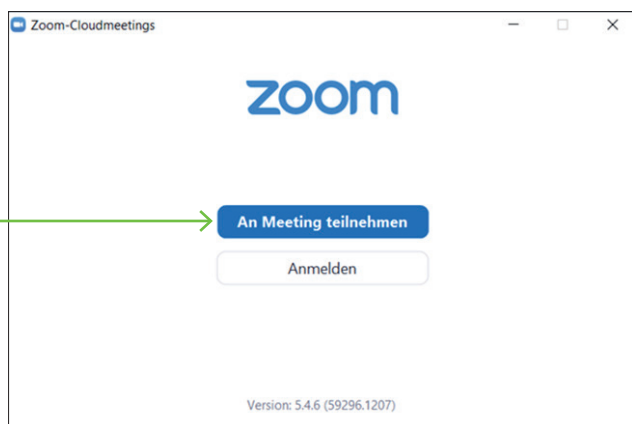 Zoom-Cloudmeetings
zoom
An Meeting teilnehmen
Anmelden
Version: 5.4.6 (59296.1207)